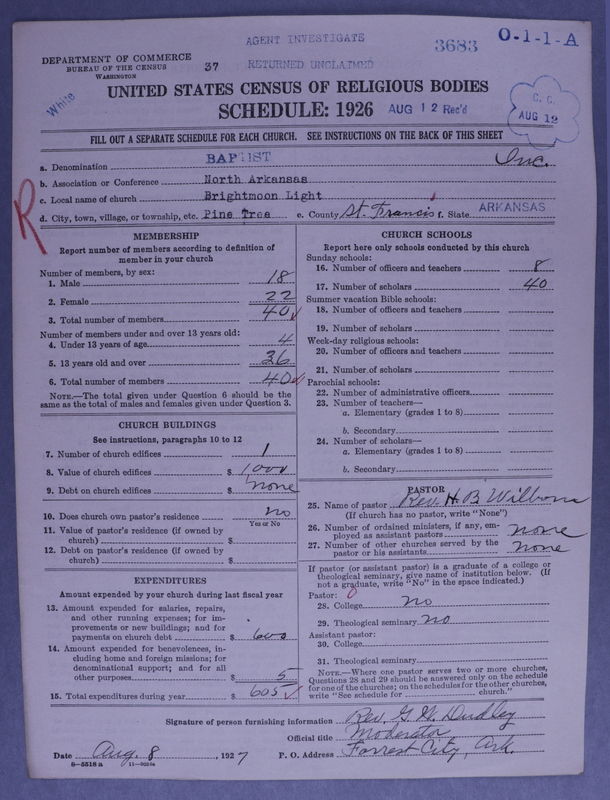 AGENT INVESTIGATE
3683
O-1-1-A
DEPARTMENT OF COMMERCE
BUREAU OF THE CENSUS
WASHINGTON
37
RETURNED UNCLAIMED
White
UNITED STATES CENSUS OF RELIGIOUS BODIES
SCHEDULE: 1926
AUG 12 Rec'd
C. C.
AUG 12
FILL OUT A SEPARATE SCHEDULE FOR EACH CHURCH. SEE INSTRUCTIONS ON THE BACK OF THIS SHEET
R
a. Denomination BAPTIST Inc.
b. Association or Conference North Arkansas
c. Local name of church Brightmoon Light
d. City, town, village, or township, etc. Pine Tree e. County St. Francis f. State ARKANSAS
MEMBERSHIP
Report number of members according to definition of
member in your church
Number of members, by sex:
1. Male 18
2. Female 22
3. Total number of members 40
Number of members under and over 13 years old:
4. Under 13 years of age 4
5. 13 years old and over 36
6. Total number of members 40
NOTE.—The total given under Question 6 should be the
same as the total of males and females given under Question 3.
CHURCH BUILDINGS
See instructions, paragraphs 10 to 12
7. Number of church edifices 1
8. Value of church edifices $ 1000
9. Debt on church edifices $ none
10. Does church own pastor's residence no
Yes or No
11. Value of pastor's residence (if owned by
church) $
12. Debt on pastor's residence (if owned by
church) $
EXPENDITURES
Amount expended by your church during last fiscal year
13. Amount expended for salaries, repairs,
and other running expenses; for im-
provements or new buildings; and for
payments on church debt $ 600
14. Amount expended for benevolences, in-
cluding home and foreign missions; for
denominational support; and for all
other purposes $ 5
15. Total expenditures during year $ 605
CHURCH SCHOOLS
Report here only schools conducted by this church
Sunday schools:
16. Number of officers and teachers 8
17. Number of scholars 40
Summer vacation Bible schools:
18. Number of officers and teachers
19. Number of scholars
Week-day religious schools:
20. Number of officers and teachers
21. Number of scholars
Parochial schools:
22. Number of administrative officers
23. Number of teachers—
a. Elementary (grades 1 to 8)
b. Secondary
24. Number of scholars—
a. Elementary (grades 1 to 8)
b. Secondary
PASTOR
25. Name of pastor Rev. H. B. Wilborn
(If church has no pastor, write "None")
26. Number of ordained ministers, if any, em-
ployed as assistant pastors none
27. Number of other churches served by the
pastor or his assistants none
If pastor (or assistant pastor) is a graduate of a college or
theological seminary, give name of institution below. (If
not a graduate, write "No" in the space indicated.)
Pastor:
28. College no
29. Theological seminary no
Assistant pastor:
30. College
31. Theological seminary
NOTE.—Where one pastor serves two or more churches,
Questions 28 and 29 should be answered only on the schedule
for one of the churches; on the schedules for the other churches,
write "See schedule for church."
Signature of person furnishing information Rev. G. W. Dudley
Official title Moderator
Date Aug. 8, 1927 P. O. Address Forrest City, Ark.
8-5518 a